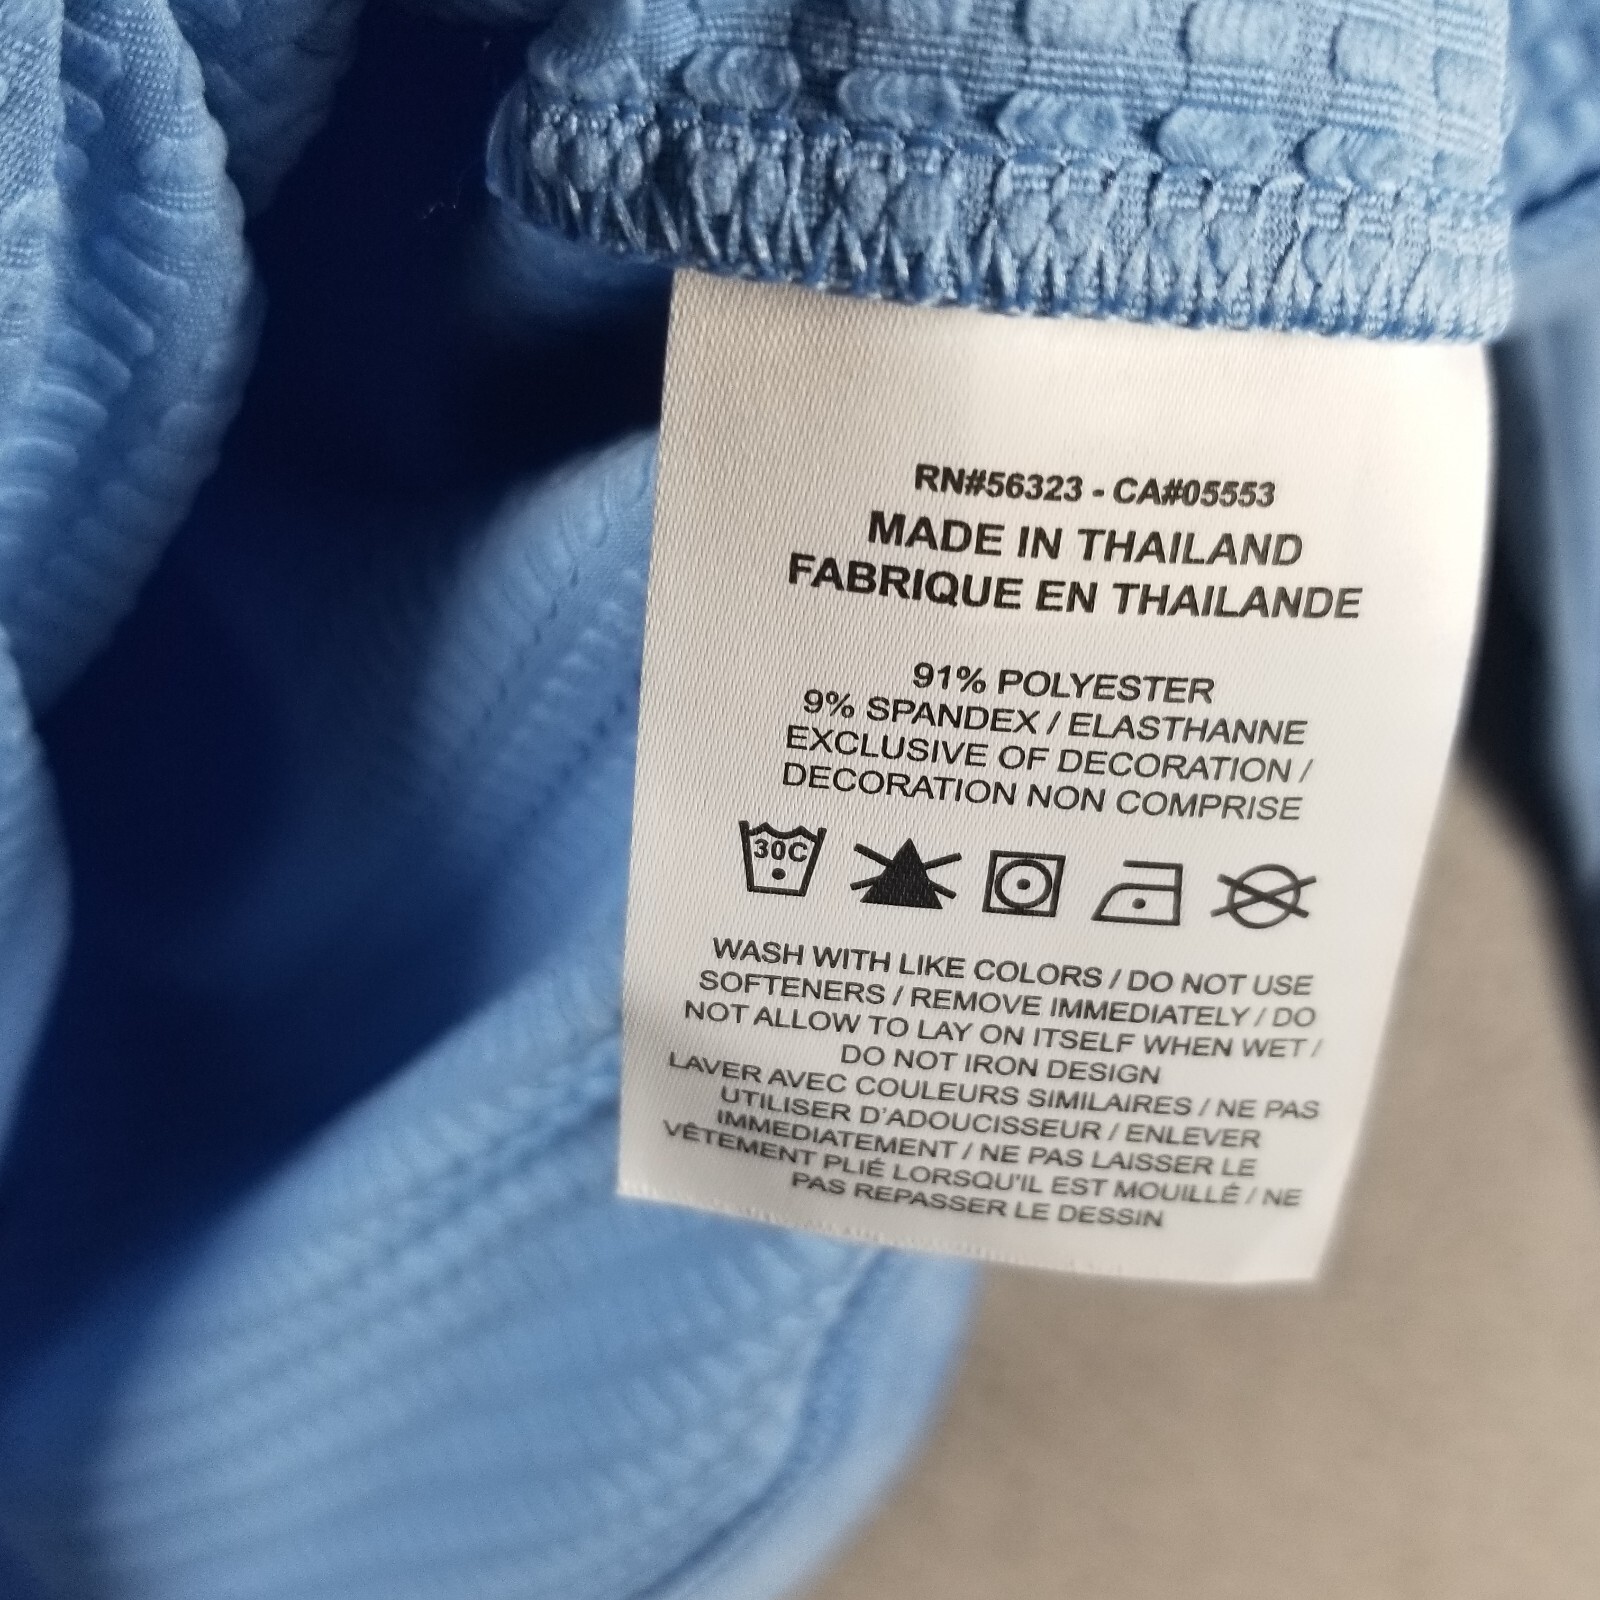 RN#56323 - CA#05553
MADE IN THAILAND
FABRIQUE EN THAILANDE
91% POLYESTER
9% SPANDEX / ELASTHANNE
EXCLUSIVE OF DECORATION /
DECORATION NON COMPRISE
30C
WASH WITH LIKE COLORS / DO NOT USE
SOFTENERS / REMOVE IMMEDIATELY / DO
NOT ALLOW TO LAY ON ITSELF WHEN WET /
DO NOT IRON DESIGN
LAVER AVEC COULEURS SIMILAIRES / NE PAS
UTILISER D'ADOUCISSEUR / ENLEVER
IMMEDIATEMENT / NE PAS LAISSER LE
VÊTEMENT PLIÉ LORSQU'IL EST MOUILLÉ / NE
PAS REPASSER LE DESSIN